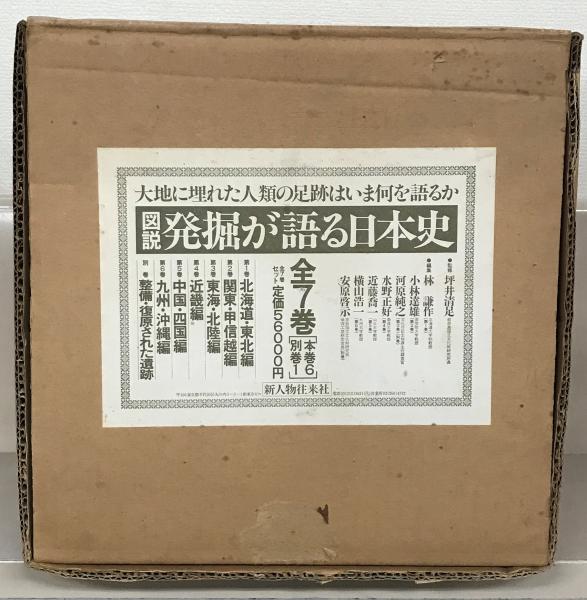 大地に埋れた人類の足跡はいま何を語るか
図説 発掘が語る日本史
●監修 坪井清足
●編集 林 謙作
小林達雄
河原純之
水野正好
近藤喬一
横山浩一
安原啓示
全7巻[本巻6 別巻1]
全7巻セット 定価56000円
第1巻 北海道・東北編
第2巻 関東・甲信越編
第3巻 東海・北陸編
第4巻 近畿編
第5巻 中国・四国編
第6巻 九州・沖縄編
別 巻 整備・復原された遺跡
新人物往来社